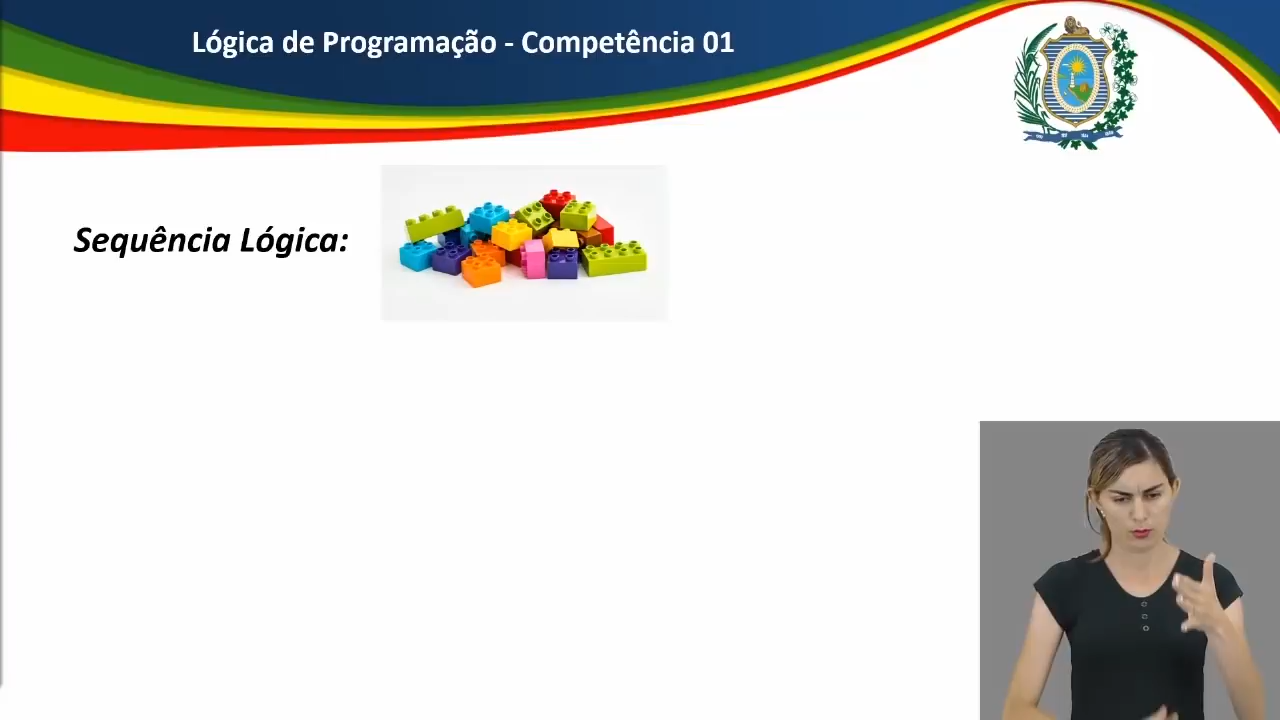 Lógica de Programação - Competência 01
Sequência Lógica: